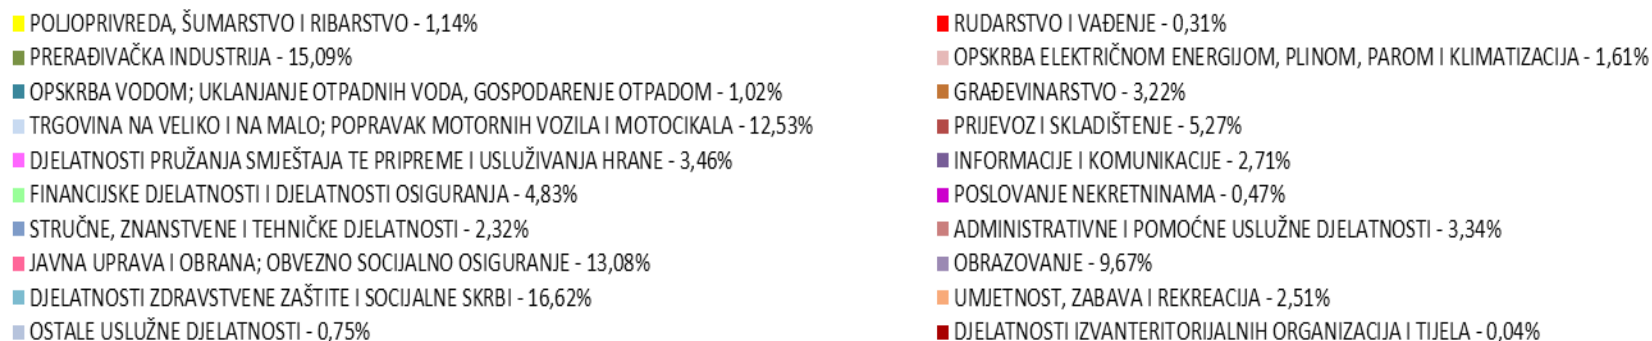 POLJOPRIVREDA, ŠUMARSTVO I RIBARSTVO - 1,14%
RUDARSTVO I VAĐENJE - 0,31%
PRERAĐIVAČKA INDUSTRIJA - 15,09%
OPSKRBA ELEKTRIČNOM ENERGIJOM, PLINOM, PAROM I KLIMATIZACIJA - 1,61%
OPSKRBA VODOM; UKLANJANJE OTPADNIH VODA, GOSPODARENJE OTPADOM - 1,02%
GRAĐEVINARSTVO - 3,22%
TRGOVINA NA VELIKO I NA MALO; POPRAVAK MOTORNIH VOZILA I MOTOCIKALA - 12,53%
PRIJEVOZ I SKLADIŠTENJE - 5,27%
DJELATNOSTI PRUŽANJA SMJEŠTAJA TE PRIPREME I USLUŽIVANJA HRANE - 3,46%
INFORMACIJE I KOMUNIKACIJE - 2,71%
FINANCIJSKE DJELATNOSTI I DJELATNOSTI OSIGURANJA - 4,83%
POSLOVANJE NEKRETNINAMA - 0,47%
STRUČNE, ZNANSTVENE I TEHNIČKE DJELATNOSTI - 2,32%
ADMINISTRATIVNE I POMOĆNE USLUŽNE DJELATNOSTI - 3,34%
JAVNA UPRAVA I OBRANA; OBVEZNO SOCIJALNO OSIGURANJE - 13,08%
OBRAZOVANJE - 9,67%
DJELATNOSTI ZDRAVSTVENE ZAŠTITE I SOCIJALNE SKRBI - 16,62%
UMJETNOST, ZABAVA I REKREACIJA - 2,51%
OSTALE USLUŽNE DJELATNOSTI - 0,75%
DJELATNOSTI IZVANTERITORIJALNIH ORGANIZACIJA I TIJELA - 0,04%